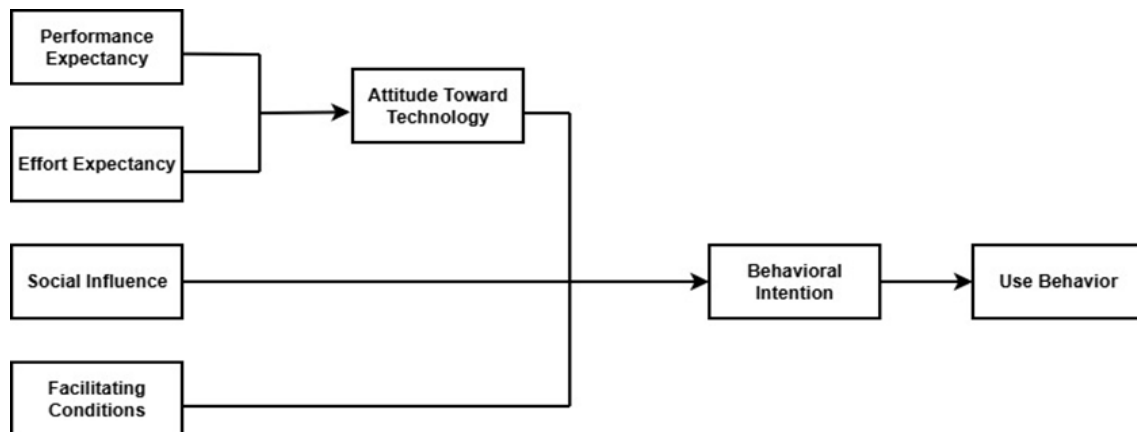 Performance
Expectancy
Attitude Toward
Technology
Effort Expectancy
Social Influence
Behavioral
Intention
Use Behavior
Facilitating
Conditions